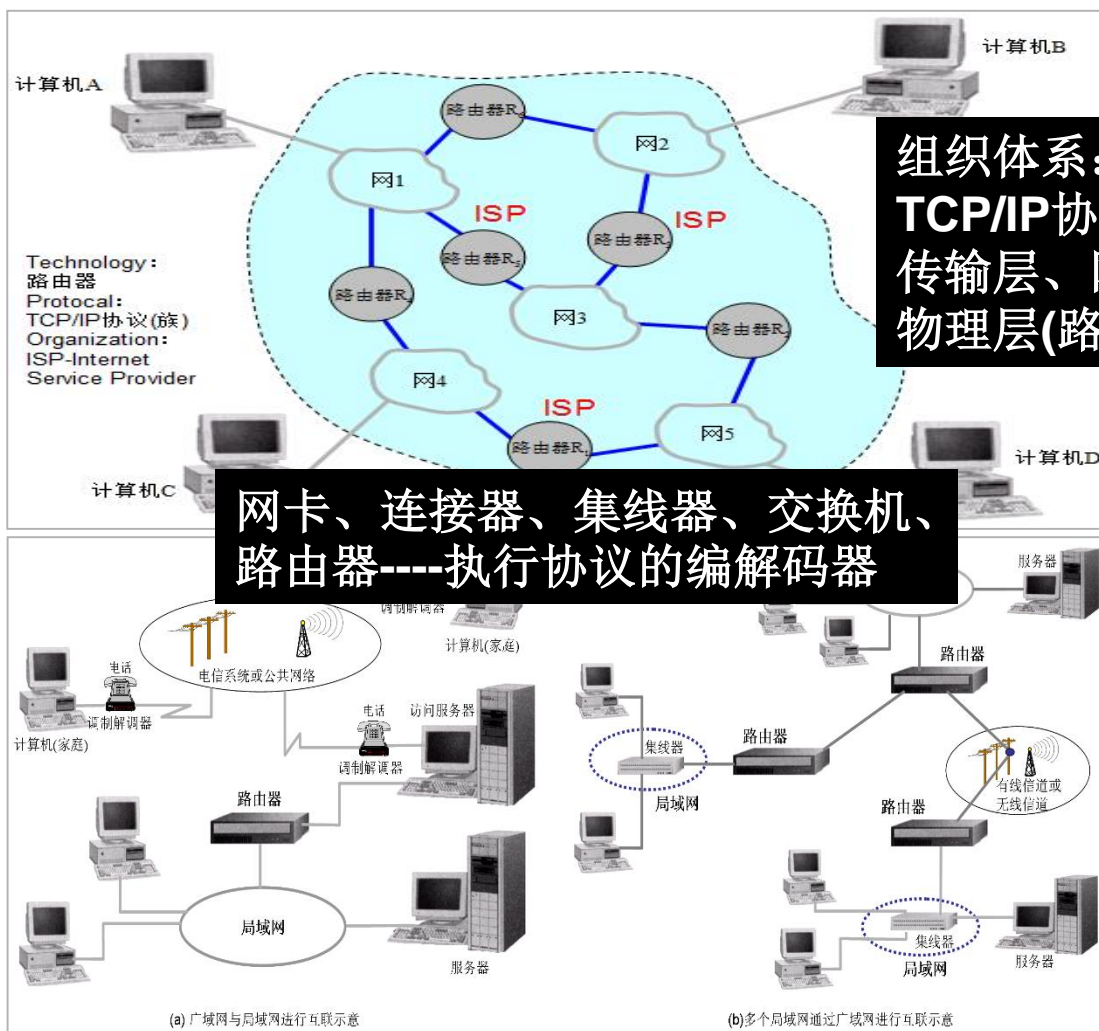 计算机A
计算机B
路由器R
网2
网1
ISP
ISP
路由器R
路由器R5
组织体系:
TCP/IP协
传输层、
物理层(路
Technology:
路由器
Protocal:
TCP/IP协议(族)
Organization:
ISP-Internet
Service Provider
路由器R
网3
路由器R
网4
ISP
网5
路由器R
计算机C
计算机D
网卡、连接器、集线器、交换机、
路由器----执行协议的编解码器
调制解调器
计算机(家庭)
服务器
电信系统或公共网络
电话
调制解调器
计算机(家庭)
电话
调制解调器
访问服务器
路由器
局域网
服务器
(a) 广域网与局域网进行互联示意
路由器
集线器
路由器
局域网
有线信道或
无线信道
路由器
集线器
局域网
服务器
(b)多个局域网通过广域网进行互联示意